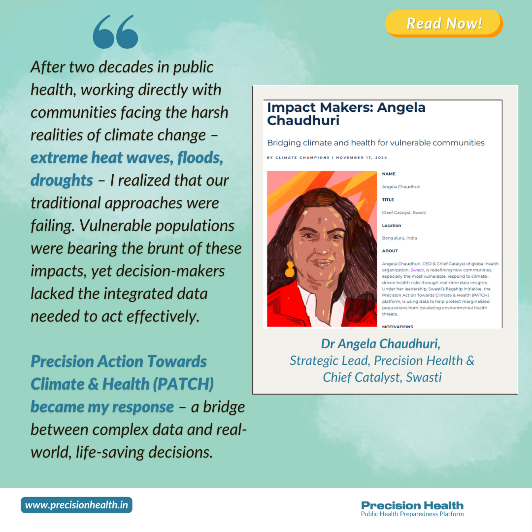 Read Now!
After two decades in public
health, working directly with
communities facing the harsh
realities of climate change –
extreme heat waves, floods,
droughts – I realized that our
traditional approaches were
failing. Vulnerable populations
were bearing the brunt of these
impacts, yet decision-makers
lacked the integrated data
needed to act effectively.
Precision Action Towards
Climate & Health (PATCH)
became my response – a bridge
between complex data and real-
world, life-saving decisions.
Impact Makers: Angela
Chaudhuri
Bridging climate and health for vulnerable communities
BY CLIMATE CHAMPIONS | NOVEMBER 17, 2024
NAME
Angela Chaudhuri
TITLE
Chief Catalyst, Swasti
Location
Bengaluru, India
ABOUT
Angela Chaudhuri, CEO & Chief Catalyst of global health
organization, Swasti, is redefining how communities,
especially the most vulnerable, respond to climate-
driven health risks through real-time data insights.
Under her leadership, Swasti's flagship initiative, the
Precision Action Towards Climate & Health (PATCH)
platform, is using data to help protect marginalized
populations from escalating environmental health
threats.
MOTIVATIONS
Dr Angela Chaudhuri,
Strategic Lead, Precision Health &
Chief Catalyst, Swasti
www.precisionhealth.in
Precision Health
Public Health Preparedness Platform